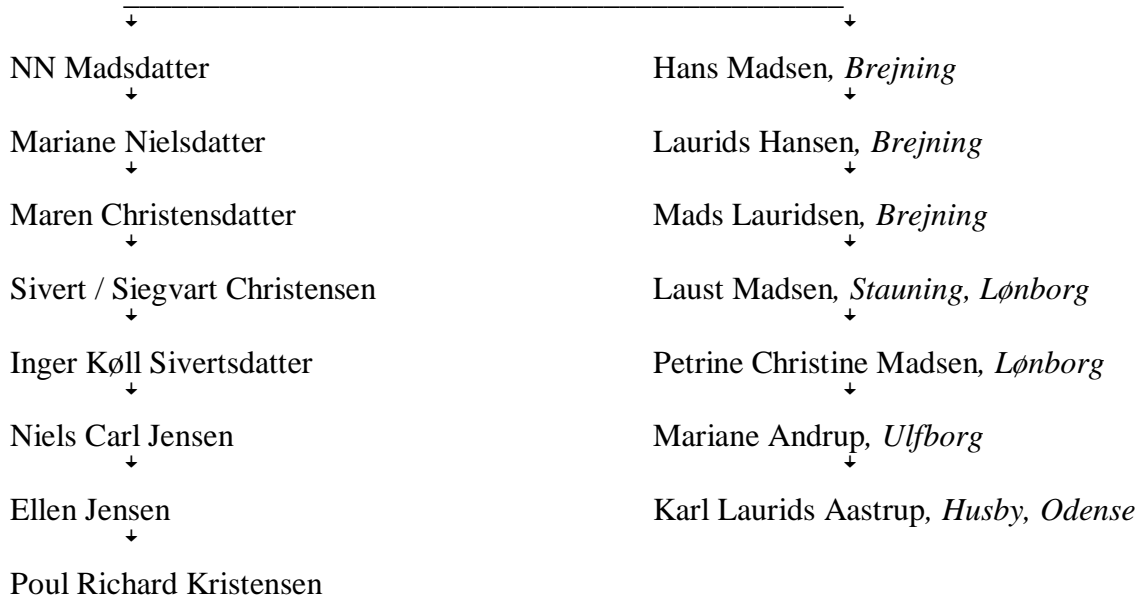 NN Madsdatter Hans Madsen, Brejning
Mariane Nielsdatter Laurids Hansen, Brejning
Maren Christensdatter Mads Lauridsen, Brejning
Sivert / Siegvart Christensen Laust Madsen, Stauning, Lønborg
Inger Køll Sivertsdatter Petrine Christine Madsen, Lønborg
Niels Carl Jensen Mariane Andrup, Ulfborg
Ellen Jensen Karl Laurids Aastrup, Husby, Odense
Poul Richard Kristensen